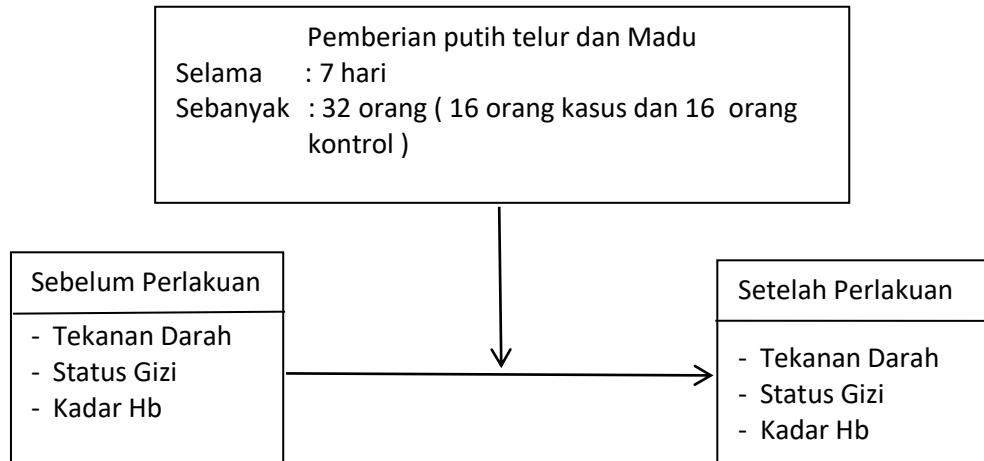 Pemberian putih telur dan Madu
Selama : 7 hari
Sebanyak : 32 orang ( 16 orang kasus dan 16 orang
kontrol )
Sebelum Perlakuan
- Tekanan Darah
- Status Gizi
- Kadar Hb
Setelah Perlakuan
- Tekanan Darah
- Status Gizi
- Kadar Hb